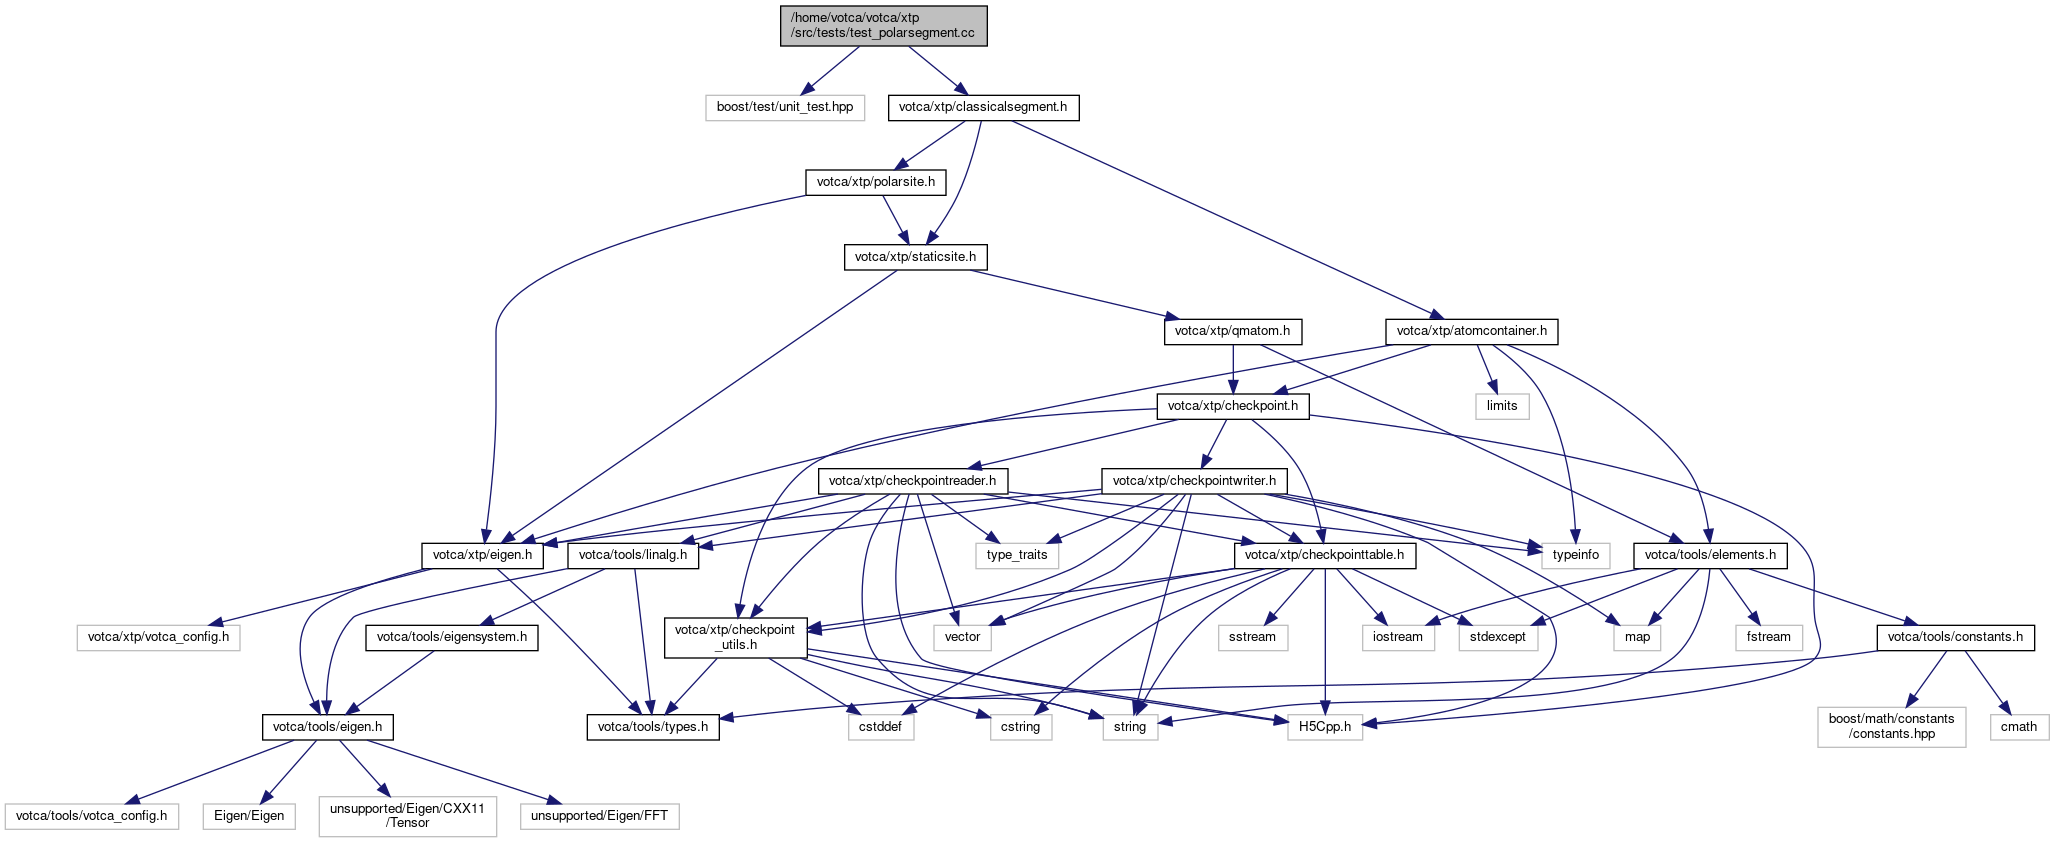 /home/votca/votca/xtp
/src/tests/test_polarsegment.cc
boost/test/unit_test.hpp
votca/xtp/classicalsegment.h
votca/xtp/polarsite.h
votca/xtp/staticsite.h
votca/xtp/qmatom.h
votca/xtp/atomcontainer.h
votca/xtp/checkpoint.h
limits
votca/xtp/checkpointreader.h
votca/xtp/checkpointwriter.h
votca/xtp/eigen.h
votca/tools/linalg.h
type_traits
votca/xtp/checkpointtable.h
typeinfo
votca/tools/elements.h
votca/xtp/votca_config.h
votca/tools/eigensystem.h
votca/xtp/checkpoint
_utils.h
vector
sstream
iostream
stdexcept
map
fstream
votca/tools/constants.h
votca/tools/eigen.h
votca/tools/types.h
cstddef
cstring
string
H5Cpp.h
boost/math/constants
/constants.hpp
cmath
votca/tools/votca_config.h
Eigen/Eigen
unsupported/Eigen/CXX11
/Tensor
unsupported/Eigen/FFT